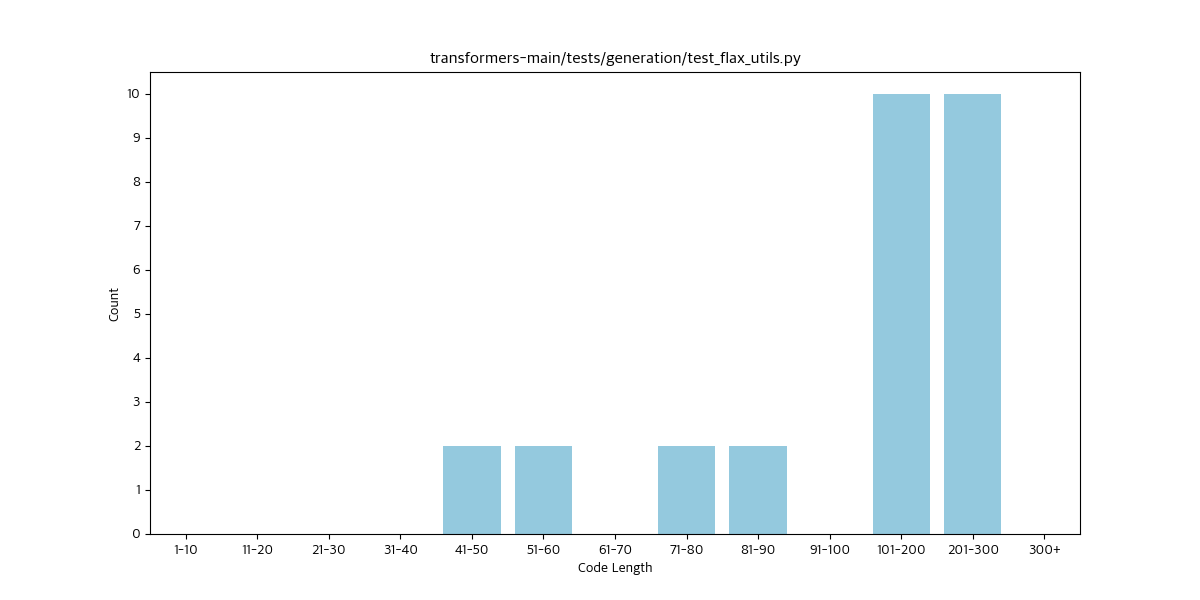 transformers-main/tests/generation/test_flax_utils.py
10
9
8
7
6
5
4
3
2
1
0
Count
1-10 11-20 21-30 31-40 41-50 51-60 61-70 71-80 81-90 91-100 101-200 201-300 300+
Code Length